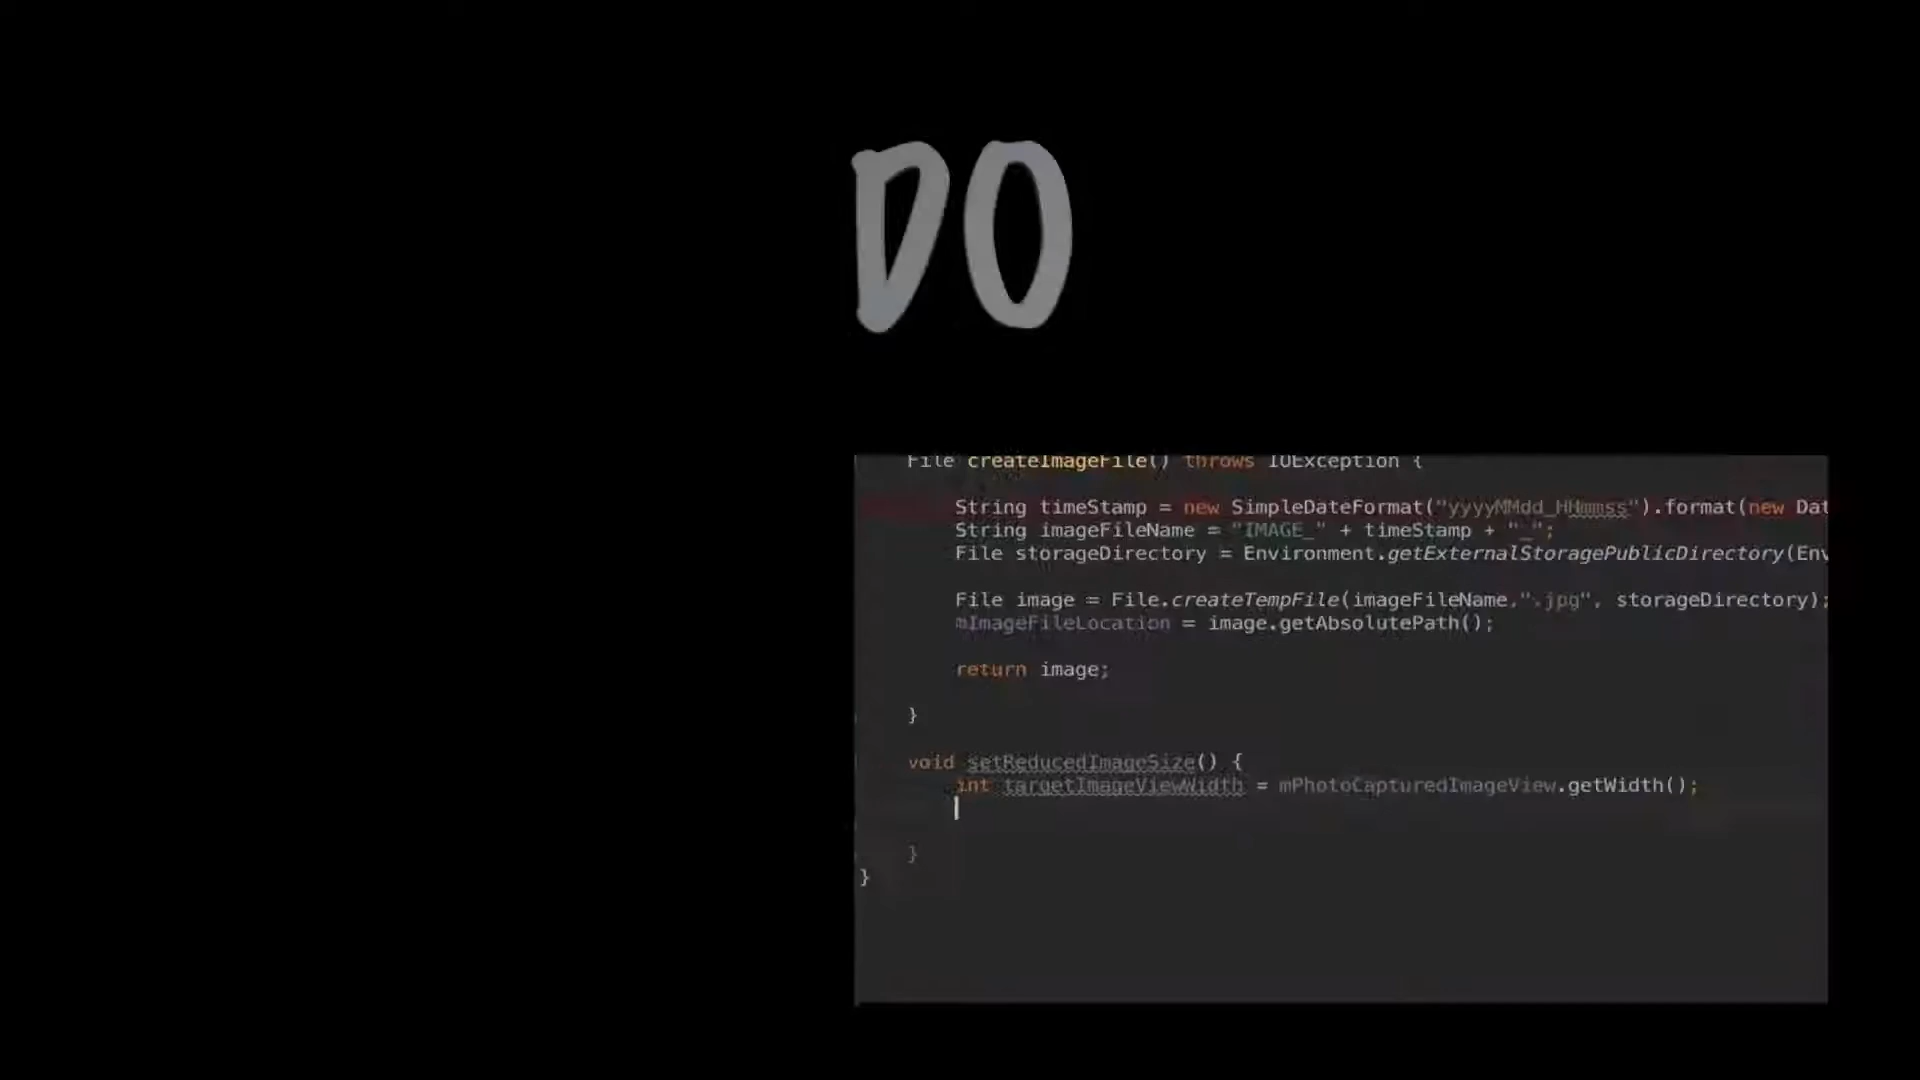 DO
File createImageFile() throws IOException {
String timeStamp = new SimpleDateFormat("yyyyMMdd_HHmmss").format(new Dat
String imageFileName = "IMAGE_" + timeStamp + "_";
File storageDirectory = Environment.getExternalStoragePublicDirectory(Env
File image = File.createTempFile(imageFileName,".jpg", storageDirectory);
mImageFileLocation = image.getAbsolutePath();
return image;
}
void setReducedImageSize() {
int targetImageViewWidth = mPhotoCapturedImageView.getWidth();
}
}